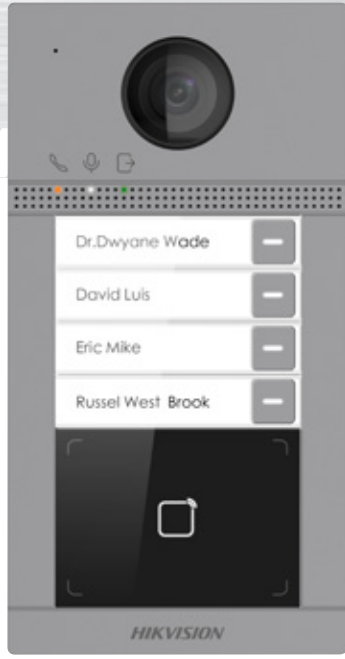 Dr.Dwyane Wade
David Luis
Eric Mike
Russel West Brook
HIKVISION